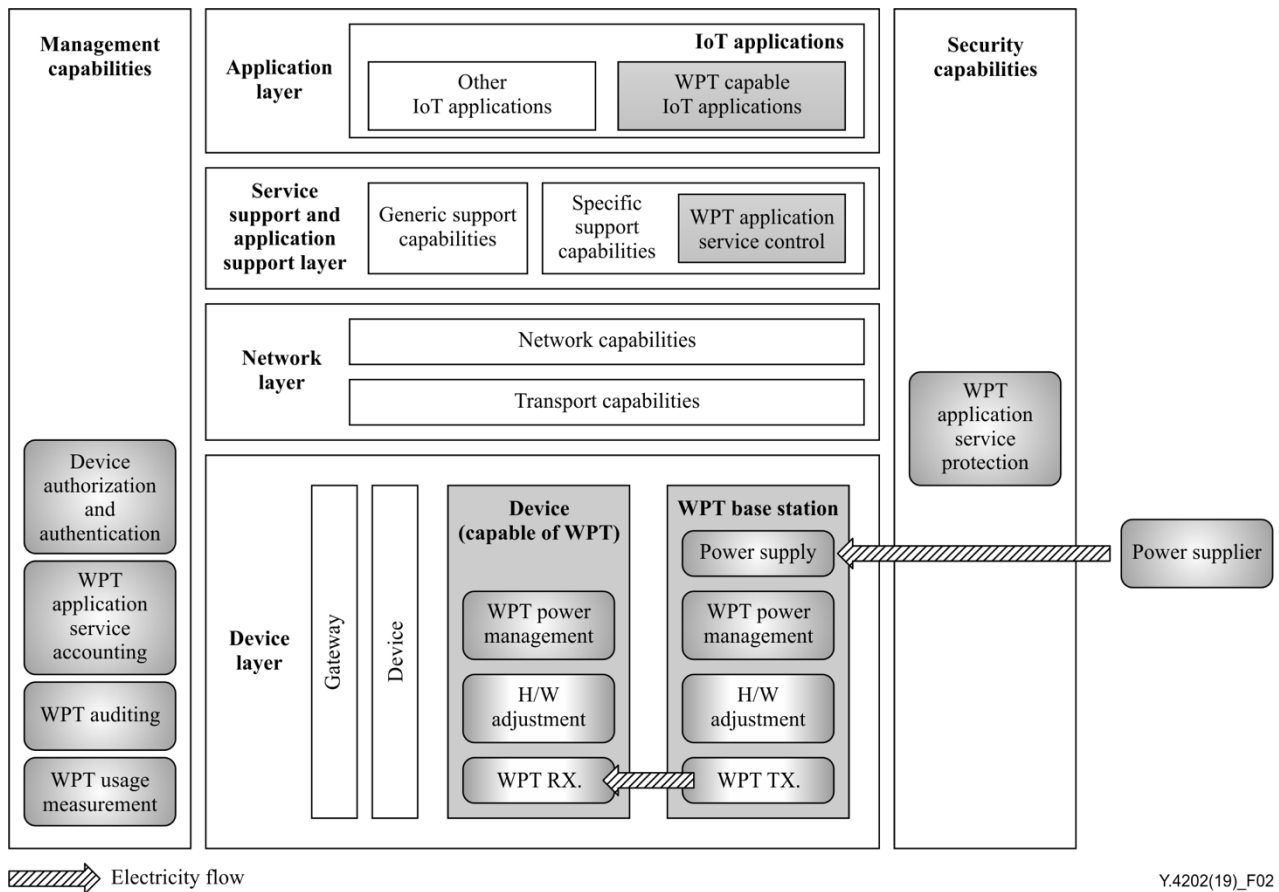 Management
capabilities
Device
authorization
and
authentication
WPT
application
service
accounting
WPT auditing
WPT usage
measurement
Application
layer
IoT applications
Other
IoT applications
WPT capable
IoT applications
Service
support and
application
support layer
Generic support
capabilities
Specific
support
capabilities
WPT application
service control
Network
layer
Network capabilities
Transport capabilities
Device
layer
Gateway
Device
Device
(capable of WPT)
WPT power
management
H/W
adjustment
WPT RX.
WPT base station
Power supply
WPT power
management
H/W
adjustment
WPT TX.
Security
capabilities
WPT
application
service
protection
Power supplier
Electricity flow
Y.4202(19)_F02